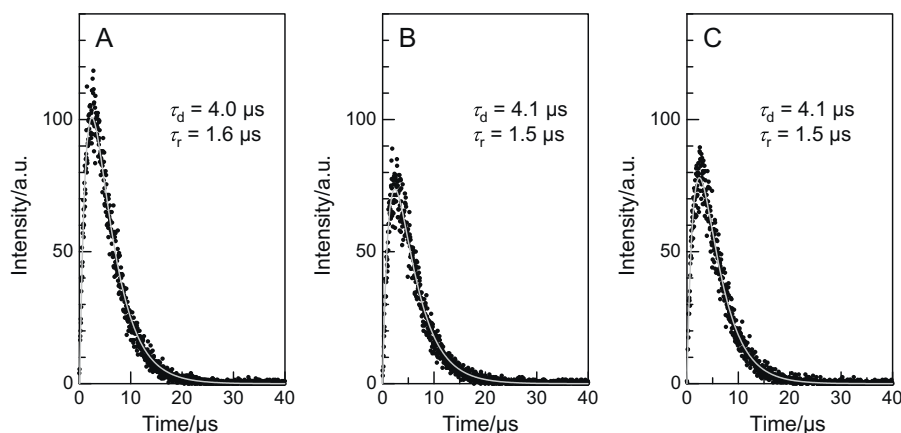 A
τd = 4.0 µs
τr = 1.6 µs
Intensity/a.u.
100
50
0
0 10 20 30 40
Time/µs
B
τd = 4.1 µs
τr = 1.5 µs
Intensity/a.u.
100
50
0
0 10 20 30 40
Time/µs
C
τd = 4.1 µs
τr = 1.5 µs
Intensity/a.u.
100
50
0
0 10 20 30 40
Time/µs